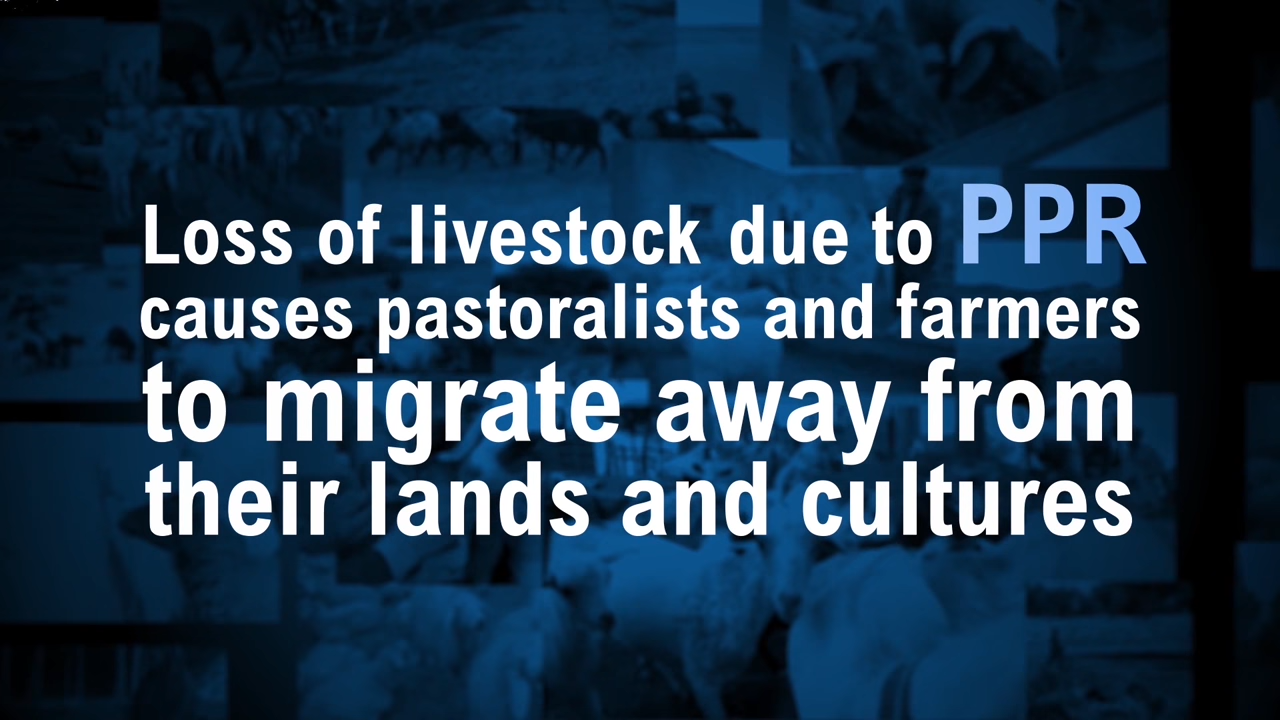 Loss of livestock due to PPR
causes pastoralists and farmers
to migrate away from
their lands and cultures